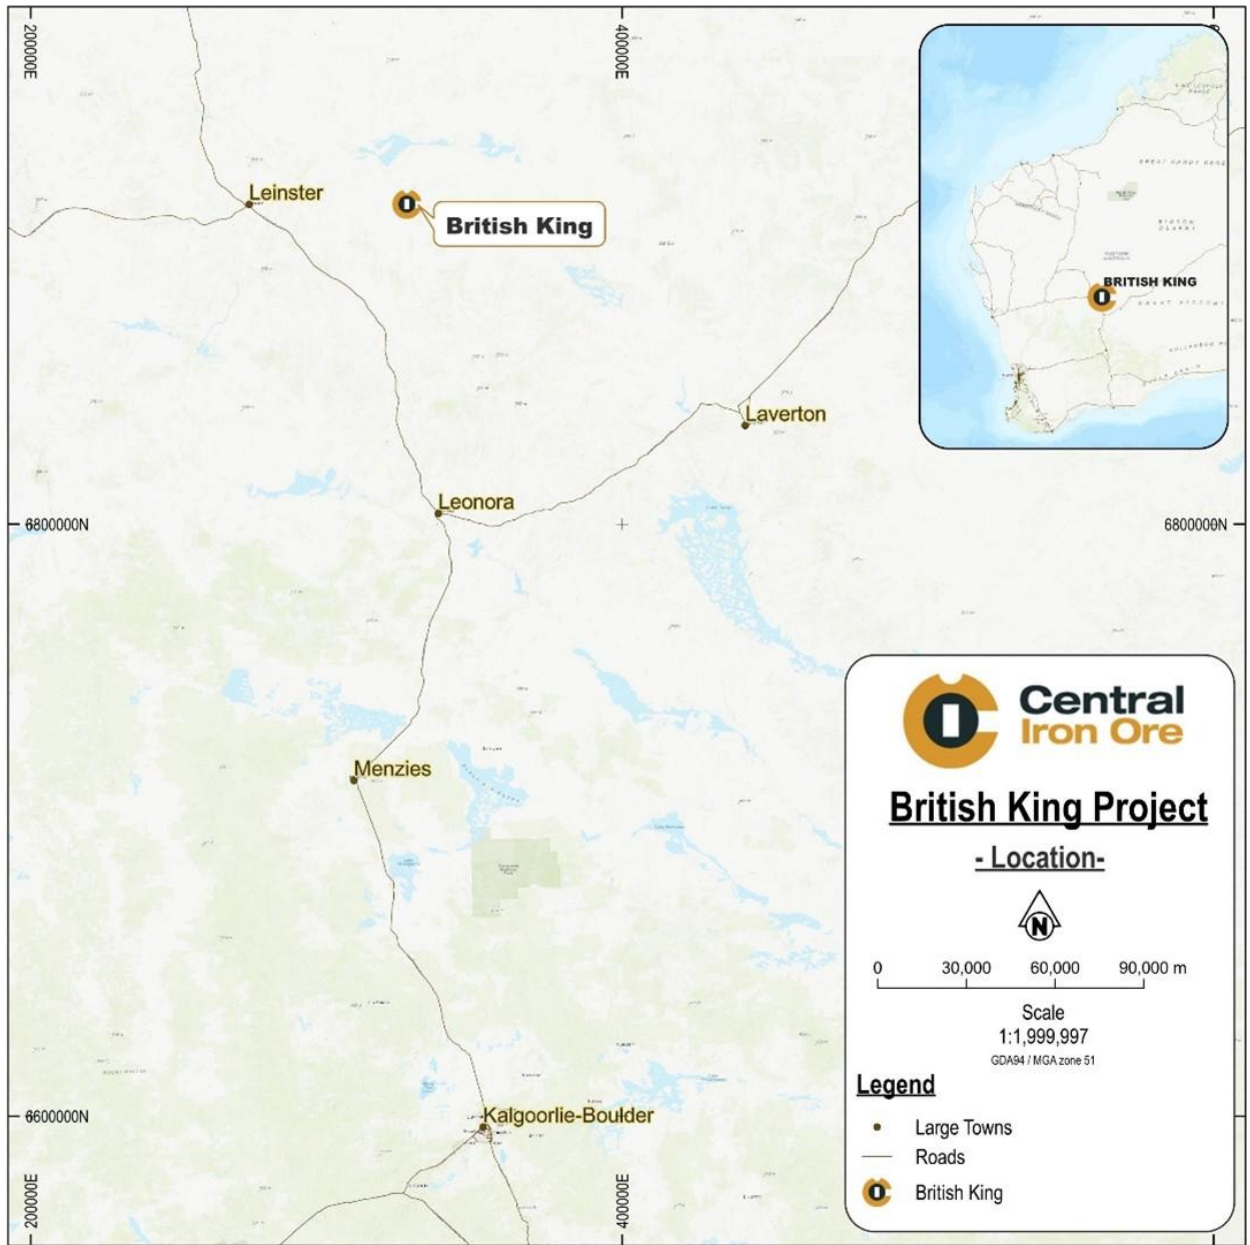 200000E
400000E
Leinster
British King
BRITISH KING
Laverton
Leonora
6800000N
6800000N
Menzies
Kalgoorlie-Boulder
6600000N
200000E
400000E
Central
Iron Ore
British King Project
- Location-
N
0 30,000 60,000 90,000 m
Scale
1:1,999,997
GDA94 / MGA zone 51
Legend
Large Towns
Roads
British King